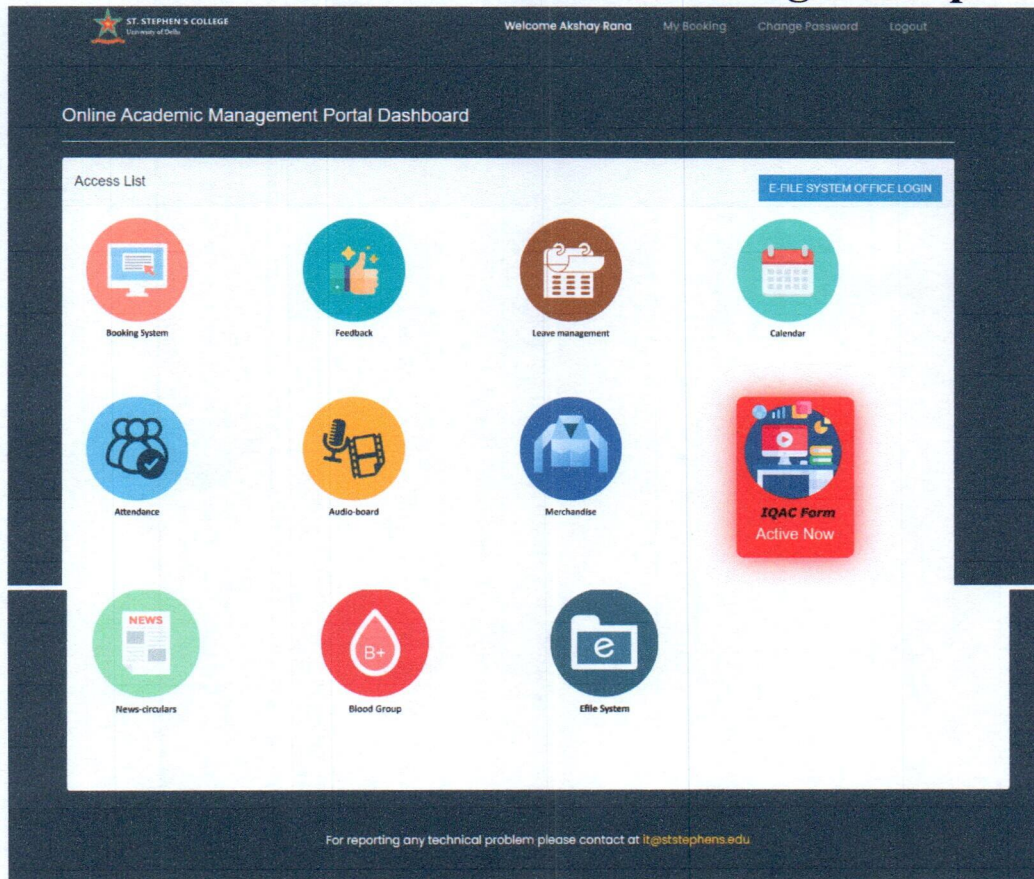 ST. STEPHEN'S COLLEGE
University of Delhi
Welcome Akshay Rana My Booking Change Password Logout
Online Academic Management Portal Dashboard
Access List
E-FILE SYSTEM OFFICE LOGIN
Booking System Feedback Leave management Calendar
Attendance Audio-board Merchandise IQAC Form
Active Now
NEWS
B+
e
News-circulars Blood Group Efile System
For reporting any technical problem please contact at it@ststephens.edu